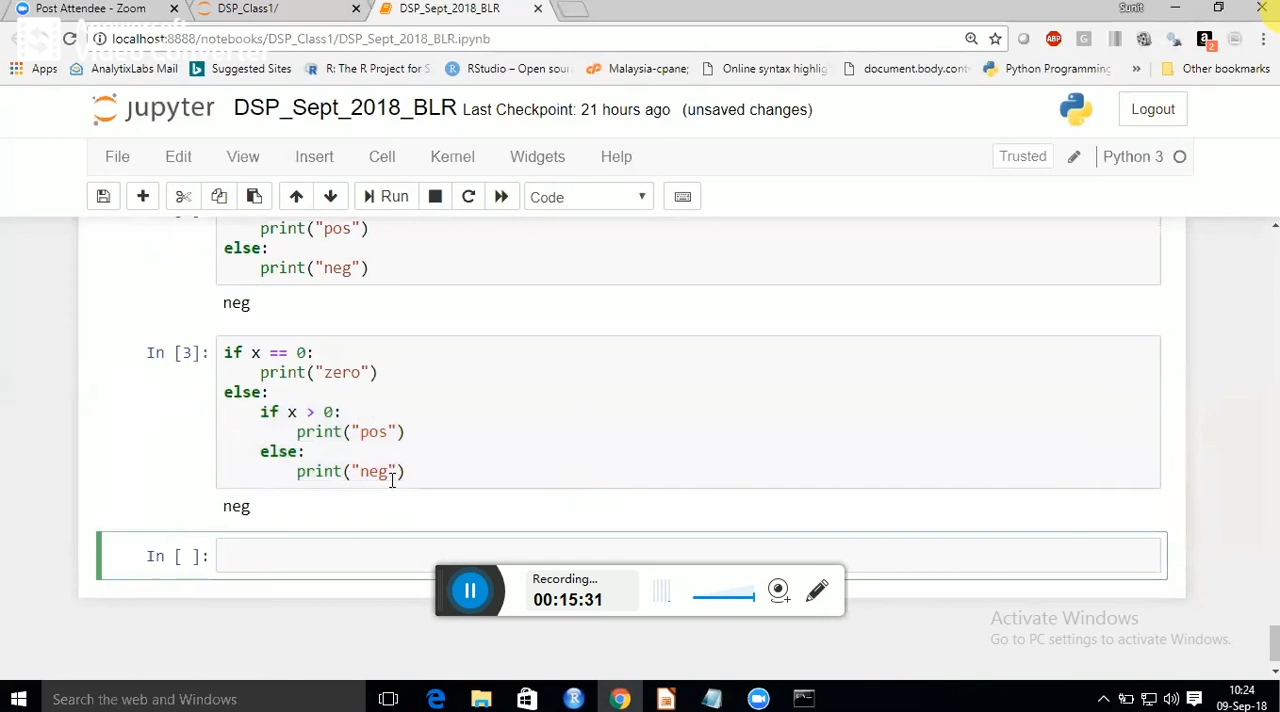 Post Attendee - Zoom
DSP_Class1/
DSP_Sept_2018_BLR
Sunit
localhost:8888/notebooks/DSP_Class1/DSP_Sept_2018_BLR.ipynb
Video Converter
Apps
AnalytixLabs Mail
Suggested Sites
R: The R Project for S
RStudio – Open sou
Malaysia-cpane;
Online syntax highlig
document.body.cont
Python Programming
»
Other bookmarks
2
jupyter
DSP_Sept_2018_BLR Last Checkpoint: 21 hours ago (unsaved changes)
Logout
File Edit View Insert Cell Kernel Widgets Help
Trusted
Python 3
Run
Code
print("pos")
else:
print("neg")
neg
In [3]:
if x == 0:
print("zero")
else:
if x > 0:
print("pos")
else:
print("neg")
neg
In [ ]:
Recording...
00:15:31
Activate Windows
Go to PC settings to activate Windows.
Search the web and Windows
10:24
09-Sep-18